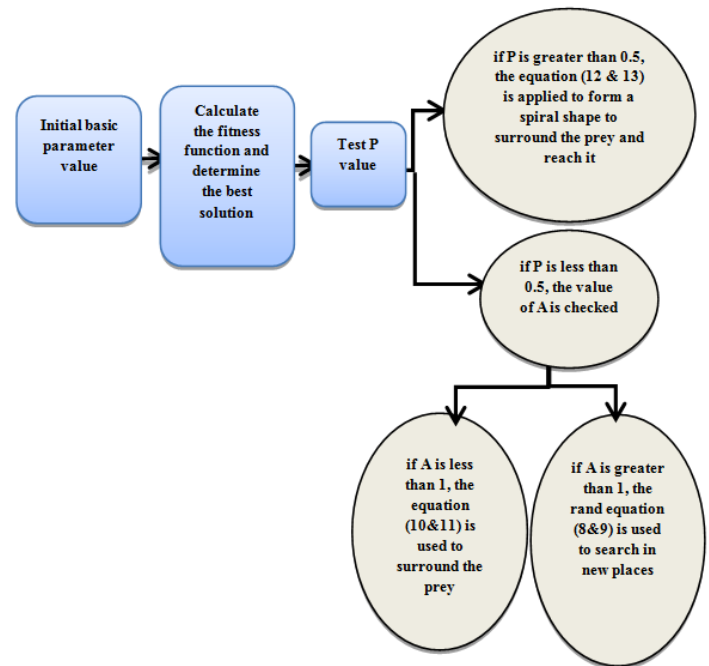 Initial basic
parameter
value
Calculate
the fitness
function and
determine
the best
solution
Test P
value
if P is greater than 0.5,
the equation (12 & 13)
is applied to form a
spiral shape to
surround the prey and
reach it
if P is less than
0.5, the value
of A is checked
if A is less
than 1, the
equation
(10&11) is
used to
surround the
prey
if A is greater
than 1, the
rand equation
(8&9) is used
to search in
new places